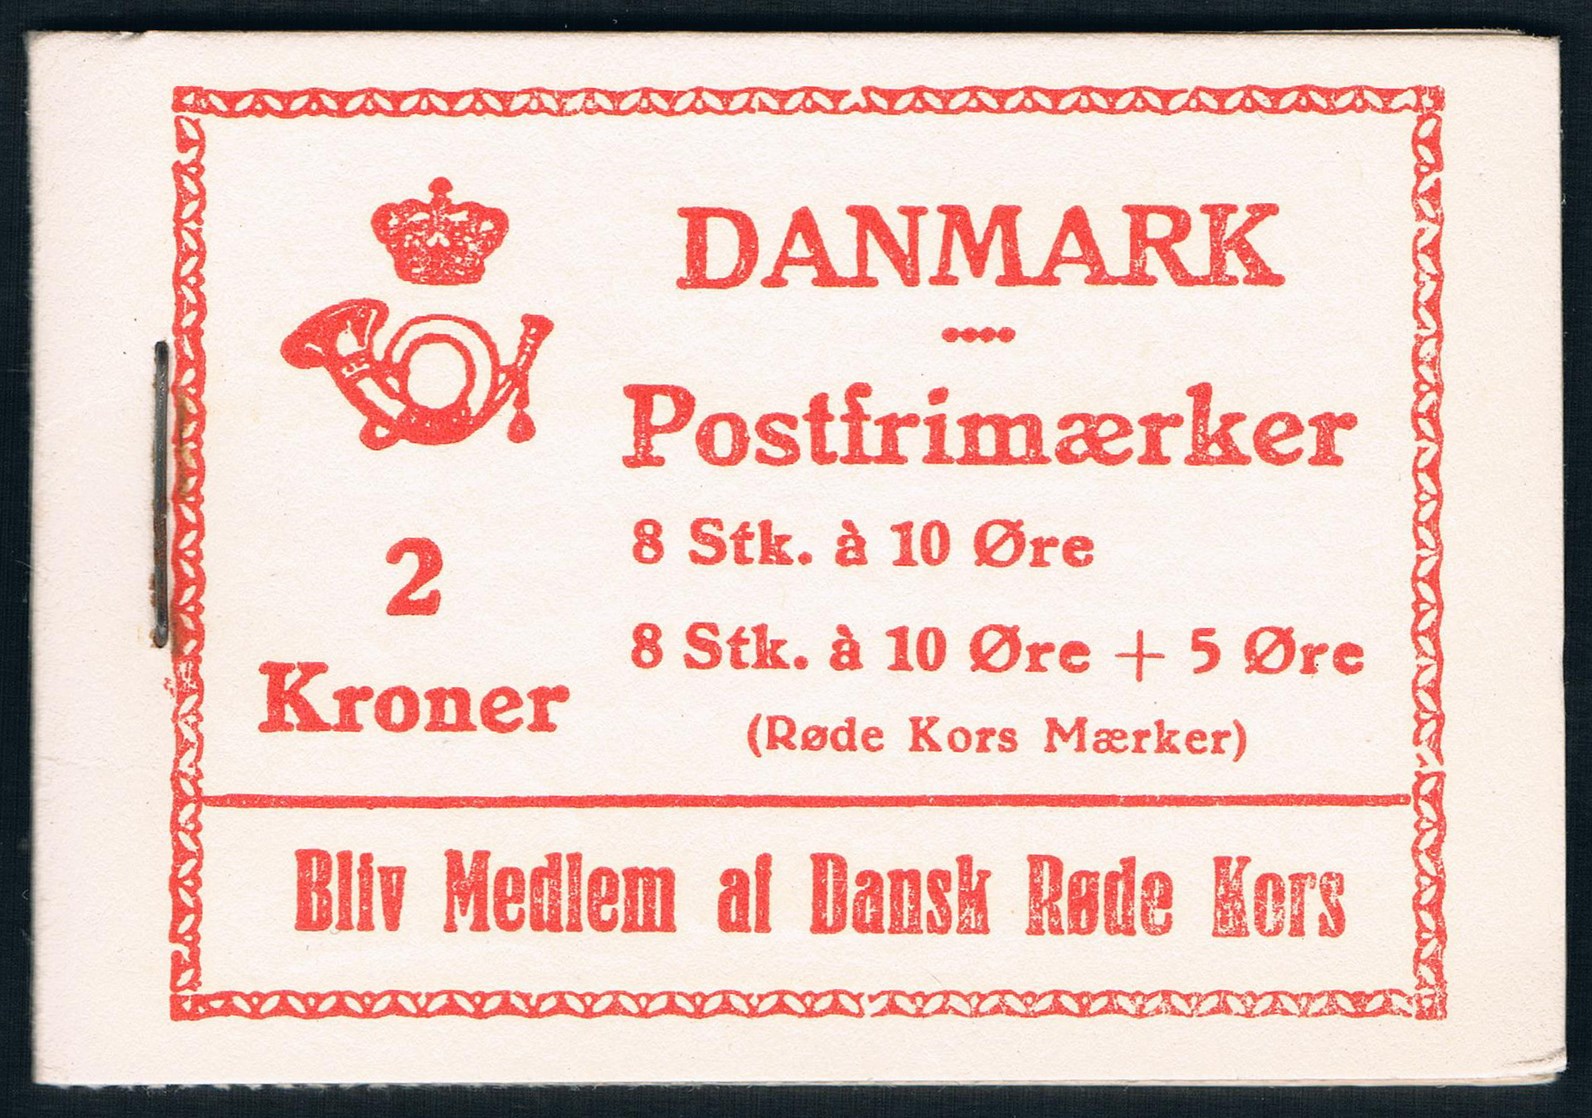 DANMARK
Postfrimærker
8 Stk. à 10 Øre
8 Stk. à 10 Øre + 5 Øre
(Røde Kors Mærker)
2
Kroner
Bliv Medlem af Dansk Røde Kors